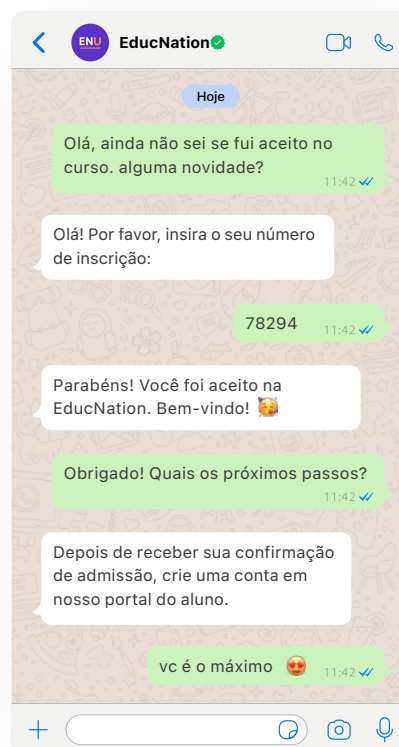 ENU EducNation
Hoje
Olá, ainda não sei se fui aceito no
curso. alguma novidade?
11:42
Olá! Por favor, insira o seu número
de inscrição:
78294 11:42
Parabéns! Você foi aceito na
EducNation. Bem-vindo! 🥳
Obrigado! Quais os próximos passos?
11:42
Depois de receber sua confirmação
de admissão, crie uma conta em
nosso portal do aluno.
vc é o máximo 😍 11:42